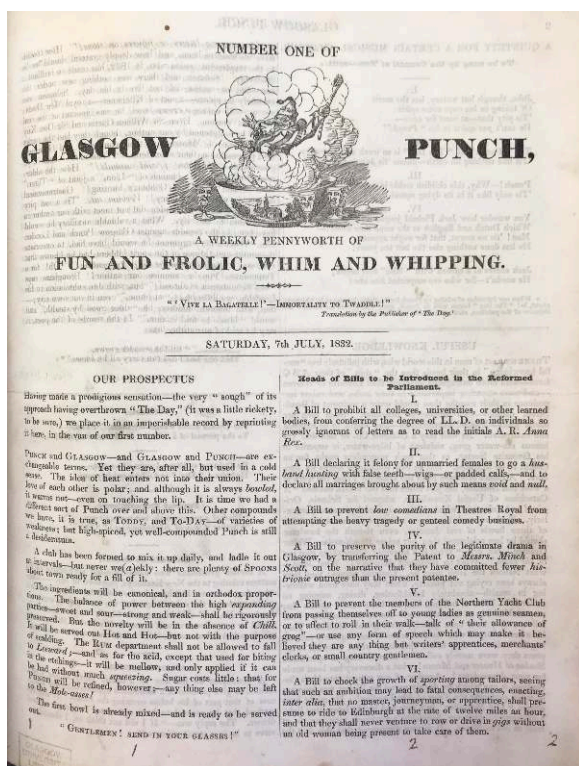 NUMBER ONE OF
GLASGOW PUNCH,
A WEEKLY PENNYWORTH OF
FUN AND FROLIC, WHIM AND WHIPPING.
"'VIVE LA BAGATELLE!'—IMMORTALITY TO TWADDLE!"
Translation by the Publisher of 'The Day.'
SATURDAY, 7th JULY, 1832.
OUR PROSPECTUS
Having made a prodigious sensation—the very "sough" of its
approach having overthrown "The Day," (it was a little rickety,
to be sure,) we place it in an imperishable record by reprinting
it here, in the van of our first number.
PUNCH and GLASGOW—and GLASGOW and PUNCH—are ex-
changeable terms. Yet they are, after all, but used in a cold
sense. The idea of heat enters not into their union. Their
love of each other is polar; and although it is always bowled,
it warms not—even on touching the lip. It is time we had a
different sort of PUNCH over and above this. Other compounds
we have, it is true, as TODDY, and TO-DAY—of varieties of
weakness; but high-spiced, yet well-compounded PUNCH is still
a desideratum.
A club has been formed to mix it up daily, and ladle it out
at intervals—but never we(a)ekly: there are plenty of SPOONS
about town ready for a fill of it.
The ingredients will be canonical, and in orthodox propor-
tions. The balance of power between the high expanding
parties—sweet and sour—strong and weak—shall be rigorously
preserved. But the novelty will be in the absence of Chill.
It will be served out Hot and Hot—but not with the purpose
of scalding. The RUM department shall not be allowed to fall
to Leeward;—and as for the acid, except that used for biting
in the etchings—it will be mellow, and only applied if it can
be had without much squeezing. Sugar costs little: that for
PUNCH will be refined, however;—any thing else may be left
to the Mole-asses!
The first bowl is already mixed—and is ready to be served
out.
"GENTLEMEN! SEND IN YOUR GLASSES!"
1
Heads of Bills to be Introduced in the Reformed
Parliament.
I.
A Bill to prohibit all colleges, universities, or other learned
bodies, from conferring the degree of LL. D. on individuals so
grossly ignorant of letters as to read the initials A. R. Anna
Rex.
II.
A Bill declaring it felony for unmarried females to go a hus-
band hunting with false teeth—wigs—or padded calfs,—and to
declare all marriages brought about by such means void and null.
III.
A Bill to prevent low comedians in Theatres Royal from
attempting the heavy tragedy or genteel comedy business.
IV.
A Bill to preserve the purity of the legitimate drama in
Glasgow, by transferring the Patent to Messrs. Minch and
Scott, on the narrative that they have committed fewer his-
trionic outrages than the present patentee.
V.
A Bill to prevent the members of the Northern Yacht Club
from passing themselves off to young ladies as genuine seamen,
or to affect to roll in their walk—talk of "their allowance of
grog"—or use any form of speech which may make it be-
lieved they are any thing but writers' apprentices, merchants'
clerks, or small country gentlemen.
VI.
A Bill to check the growth of sporting among tailors, seeing
that such an ambition may lead to fatal consequences, enacting,
inter alia, that no master, journeyman, or apprentice, shall pre-
sume to ride to Edinburgh at the rate of twelve miles an hour,
and that they shall never venture to row or drive in gigs without
an old woman being present to take care of them.
2
2